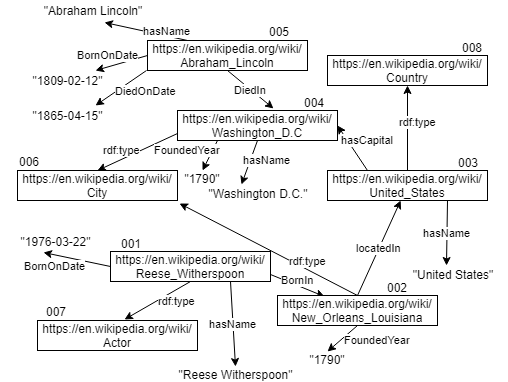 "Abraham Lincoln"
hasName
005
https://en.wikipedia.org/wiki/
Abraham_Lincoln
008
https://en.wikipedia.org/wiki/
Country
BornOnDate
"1809-02-12"
DiedOnDate
DiedIn
"1865-04-15"
004
https://en.wikipedia.org/wiki/
Washington_D.C
rdf:type
hasCapital
rdf:type
FoundedYear
hasName
006
https://en.wikipedia.org/wiki/
City
"1790"
"Washington D.C."
003
https://en.wikipedia.org/wiki/
United_States
hasName
"1976-03-22"
001
BornOnDate
https://en.wikipedia.org/wiki/
Reese_Witherspoon
rdf:type
locatedIn
"United States"
BornIn
002
https://en.wikipedia.org/wiki/
New_Orleans_Louisiana
rdf:type
007
https://en.wikipedia.org/wiki/
Actor
hasName
FoundedYear
"1790"
"Reese Witherspoon"